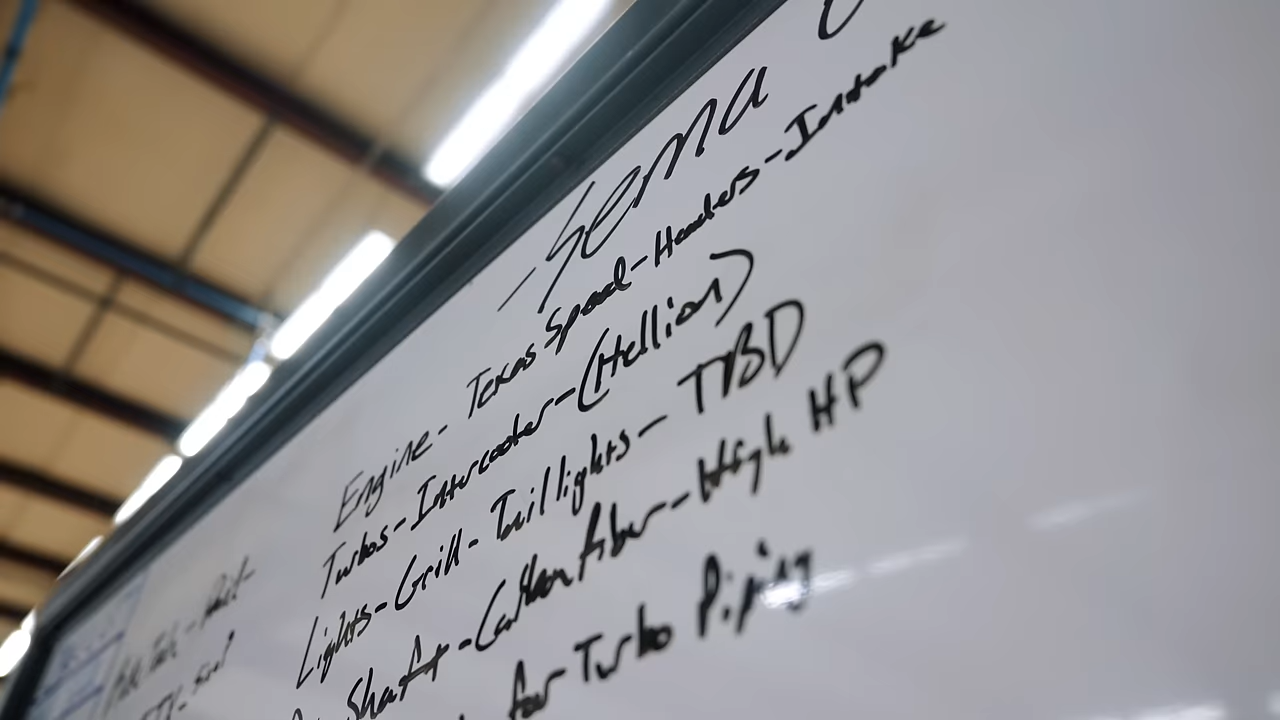 -Sema
Engine - Texas Speed - Headers - Intake
Turbos - Intercooler - (Hellion)
Lights - Grill - Taillights - TBD
Shaft - Carbon fiber - High HP
for Turbo Piping